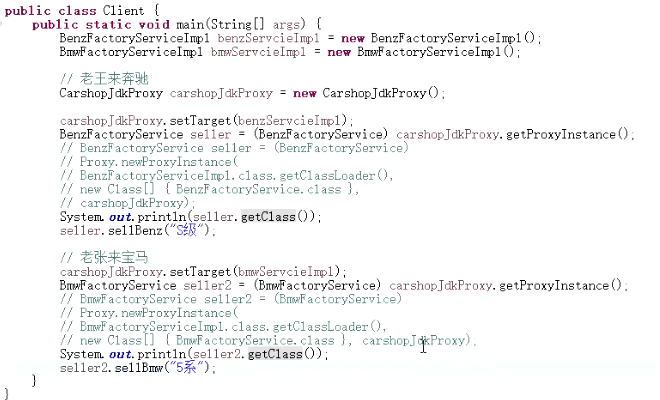 public class Client {
public static void main(String[] args) {
BenzFactoryServiceImpl benzServcieImpl = new BenzFactoryServiceImpl();
BmwFactoryServiceImpl bmwServcieImpl = new BmwFactoryServiceImpl();
// 老王来奔驰
CarshopJdkProxy carshopJdkProxy = new CarshopJdkProxy();
carshopJdkProxy.setTarget(benzServcieImpl);
BenzFactoryService seller = (BenzFactoryService) carshopJdkProxy.getProxyInstance();
// BenzFactoryService seller = (BenzFactoryService)
// Proxy.newProxyInstance(
// BenzFactoryServiceImpl.class.getClassLoader(),
// new Class[] { BenzFactoryService.class },
// carshopJdkProxy);
System.out.println(seller.getClass());
seller.sellBenz("S级");
// 老张来宝马
carshopJdkProxy.setTarget(bmwServcieImpl);
BmwFactoryService seller2 = (BmwFactoryService) carshopJdkProxy.getProxyInstance();
// BmwFactoryService seller2 = (BmwFactoryService)
// Proxy.newProxyInstance(
// BmwFactoryServiceImpl.class.getClassLoader(),
// new Class[] { BmwFactoryService.class }, carshopJdkProxy);
System.out.println(seller2.getClass());
seller2.sellBmw("5系");
}
}